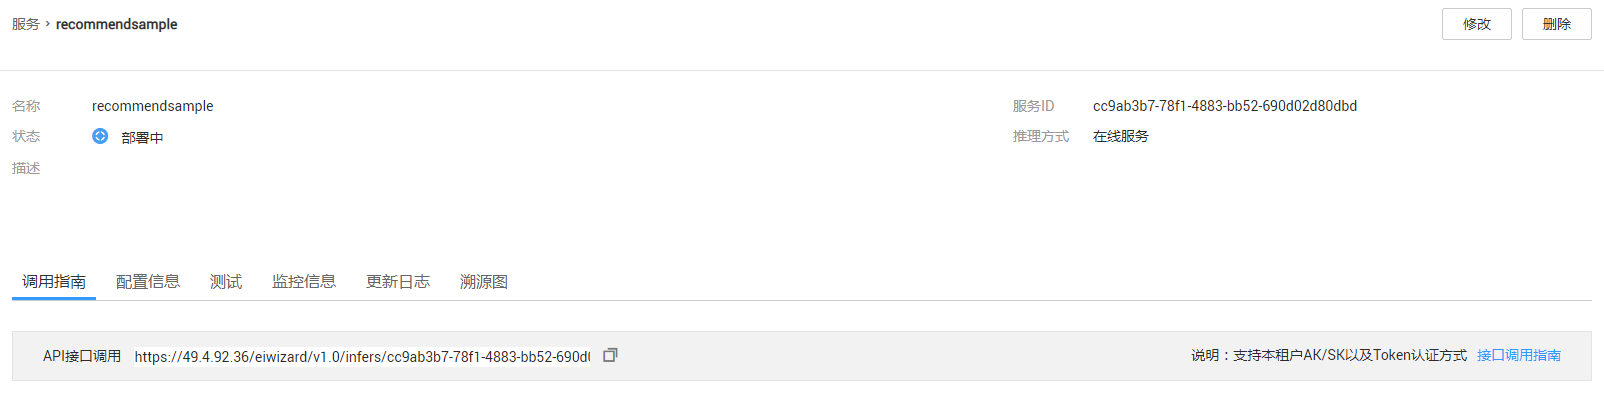 服务 › recommendsample
修改 删除
名称 recommendsample 服务ID cc9ab3b7-78f1-4883-bb52-690d02d80dbd
状态 部署中 推理方式 在线服务
描述
调用指南 配置信息 测试 监控信息 更新日志 溯源图
API接口调用 https://49.4.92.36/eiwizard/v1.0/infers/cc9ab3b7-78f1-4883-bb52-690d 说明：支持本租户AK/SK以及Token认证方式 接口调用指南